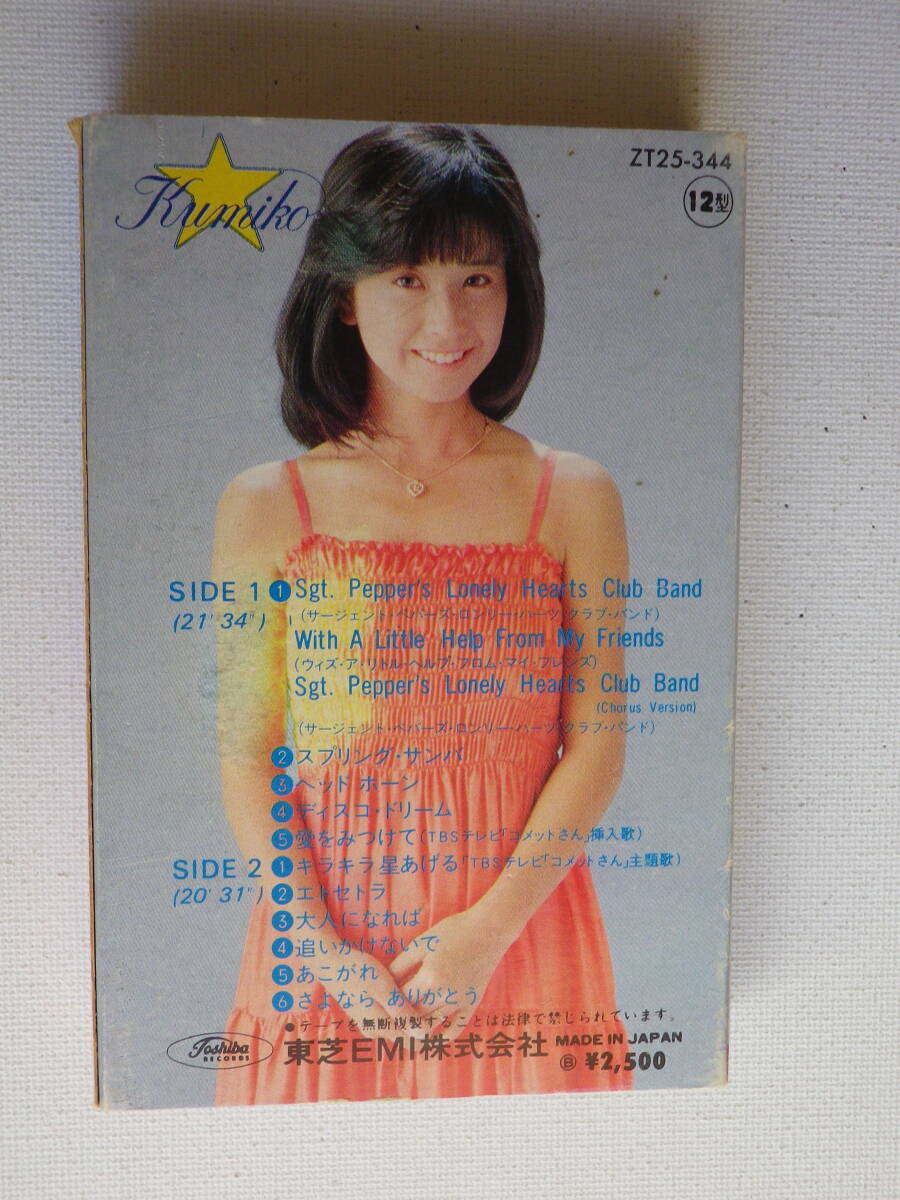 Kumiko
ZT25-344
12型
SIDE 1 ① Sgt. Pepper's Lonely Hearts Club Band
(21' 34") (サージェント・ペパーズ・ロンリー・ハーツ・クラブ・バンド)
With A Little Help From My Friends
(ウィズ・ア・リトル・ヘルプ・フロム・マイ・フレンズ)
Sgt. Pepper's Lonely Hearts Club Band
(Chorus Version)
(サージェント・ペパーズ・ロンリー・ハーツ・クラブ・バンド)
② スプリング・サンバ
③ ヘッド ホーン
④ ディスコ・ドリーム
⑤ 愛をみつけて(TBSテレビ「コメットさん」挿入歌)
SIDE 2 ① キラキラ星あげる「TBSテレビ「コメットさん」主題歌)
(20' 31") ② エトセトラ
③ 大人になれば
④ 追いかけないで
⑤ あこがれ
⑥ さよなら ありがとう
●テープを無断複製することは法律で禁じられています。
Toshiba RECORDS 東芝EMI株式会社 MADE IN JAPAN
Ⓑ ¥2,500